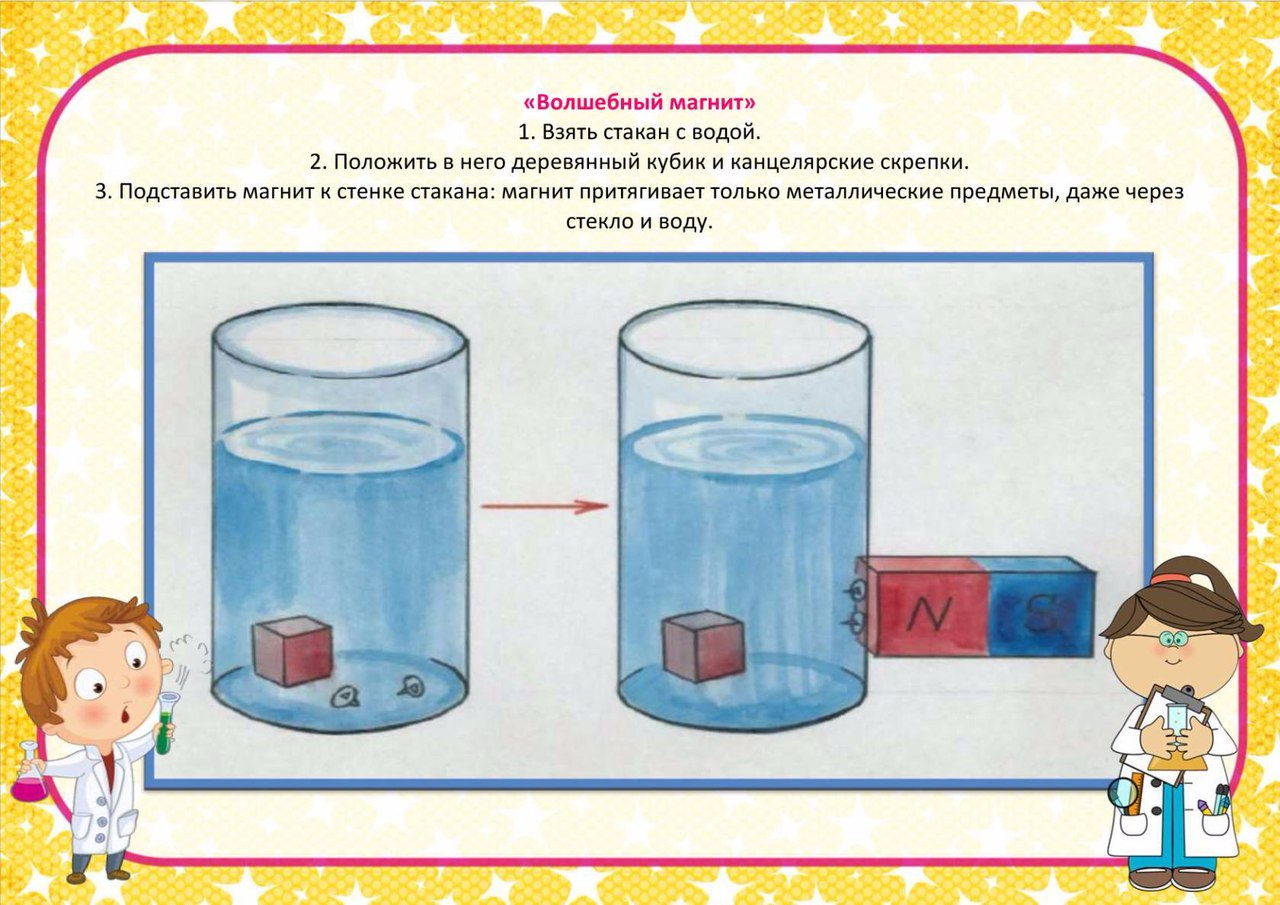 «Волшебный магнит»
1. Взять стакан с водой.
2. Положить в него деревянный кубик и канцелярские скрепки.
3. Подставить магнит к стенке стакана: магнит притягивает только металлические предметы, даже через
стекло и воду.
N S